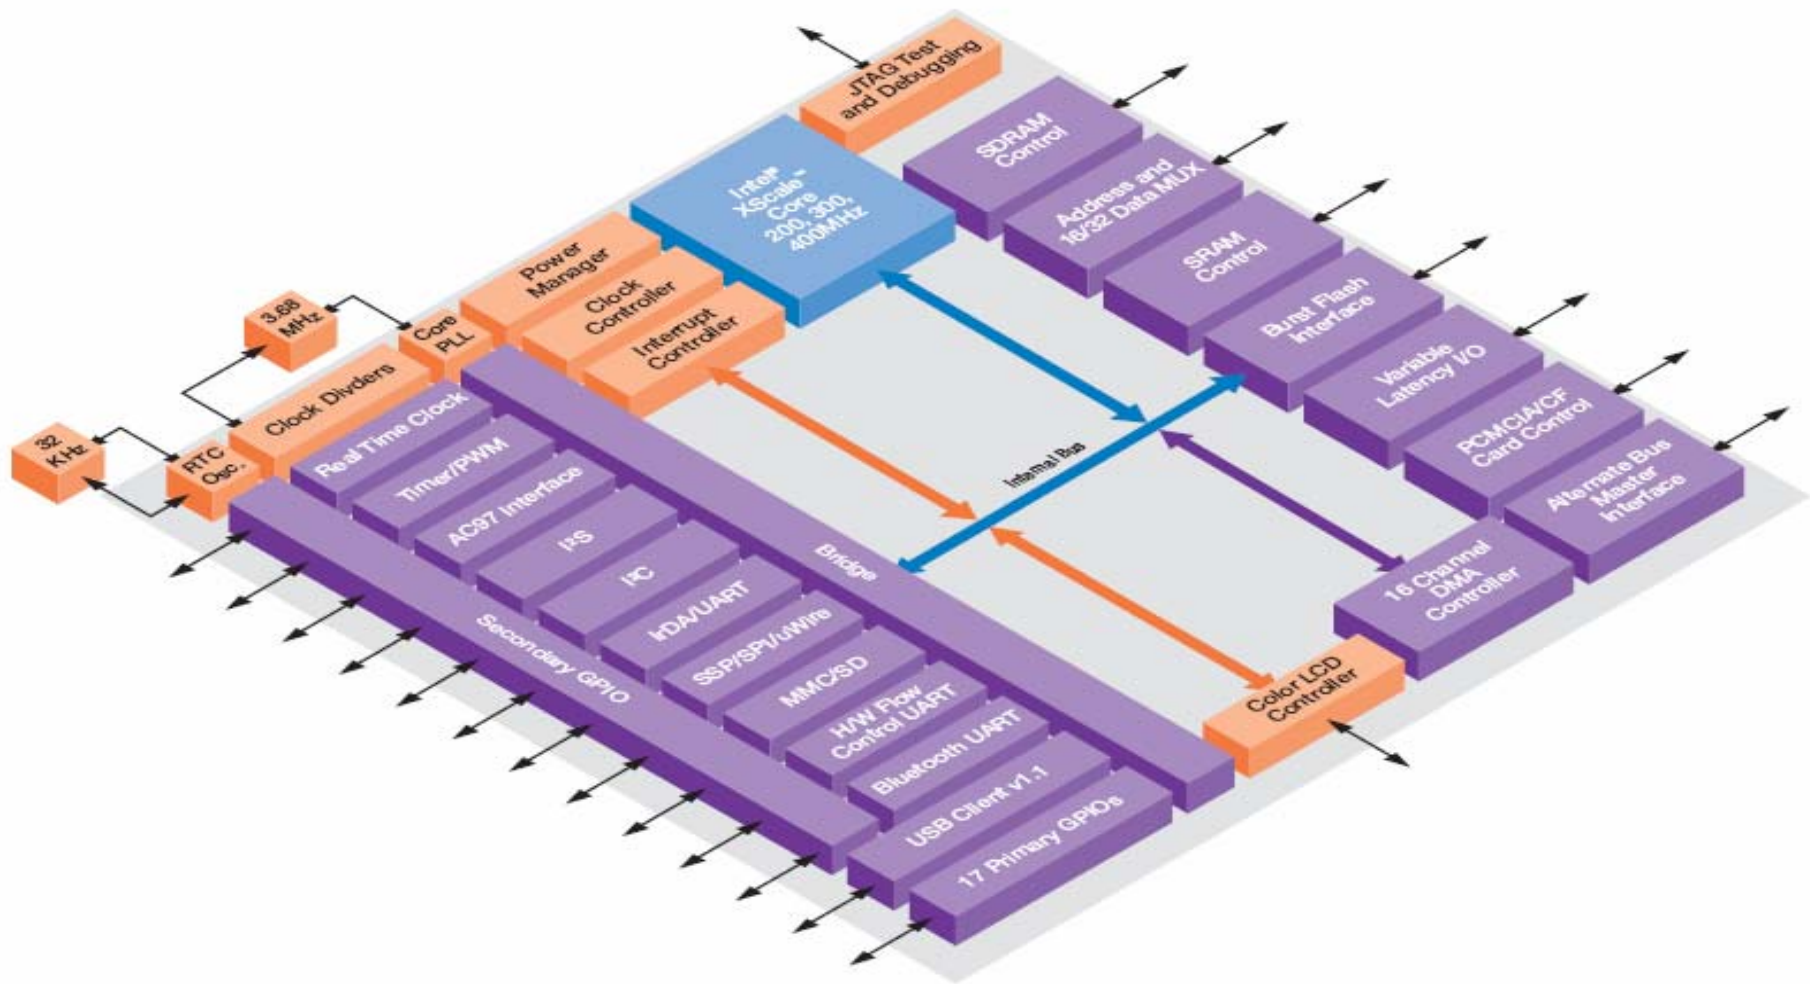 JTAG Test
and Debugging
SDRAM
Control
Address and
16/32 Data MUX
SRAM
Control
Burst Flash
Interface
Variable
Latency I/O
PCMCIA/CF
Card Control
Alternate Bus
Master
Interface
Intel®
XScale™
Core
200, 300,
400MHz
Power
Manager
Clock
Controller
Interrupt
Controller
3.68
MHz
Core
PLL
Clock Dividers
32
KHz
RTC
Osc.
Real Time Clock
Timer/PWM
AC97 Interface
I²S
I²C
IrDA/UART
SSP/SPI/uWire
MMC/SD
H/W Flow
Control UART
Bluetooth UART
USB Client v1.1
17 Primary GPIOs
Secondary GPIO
Bridge
Internal Bus
16 Channel
DMA
Controller
Color LCD
Controller